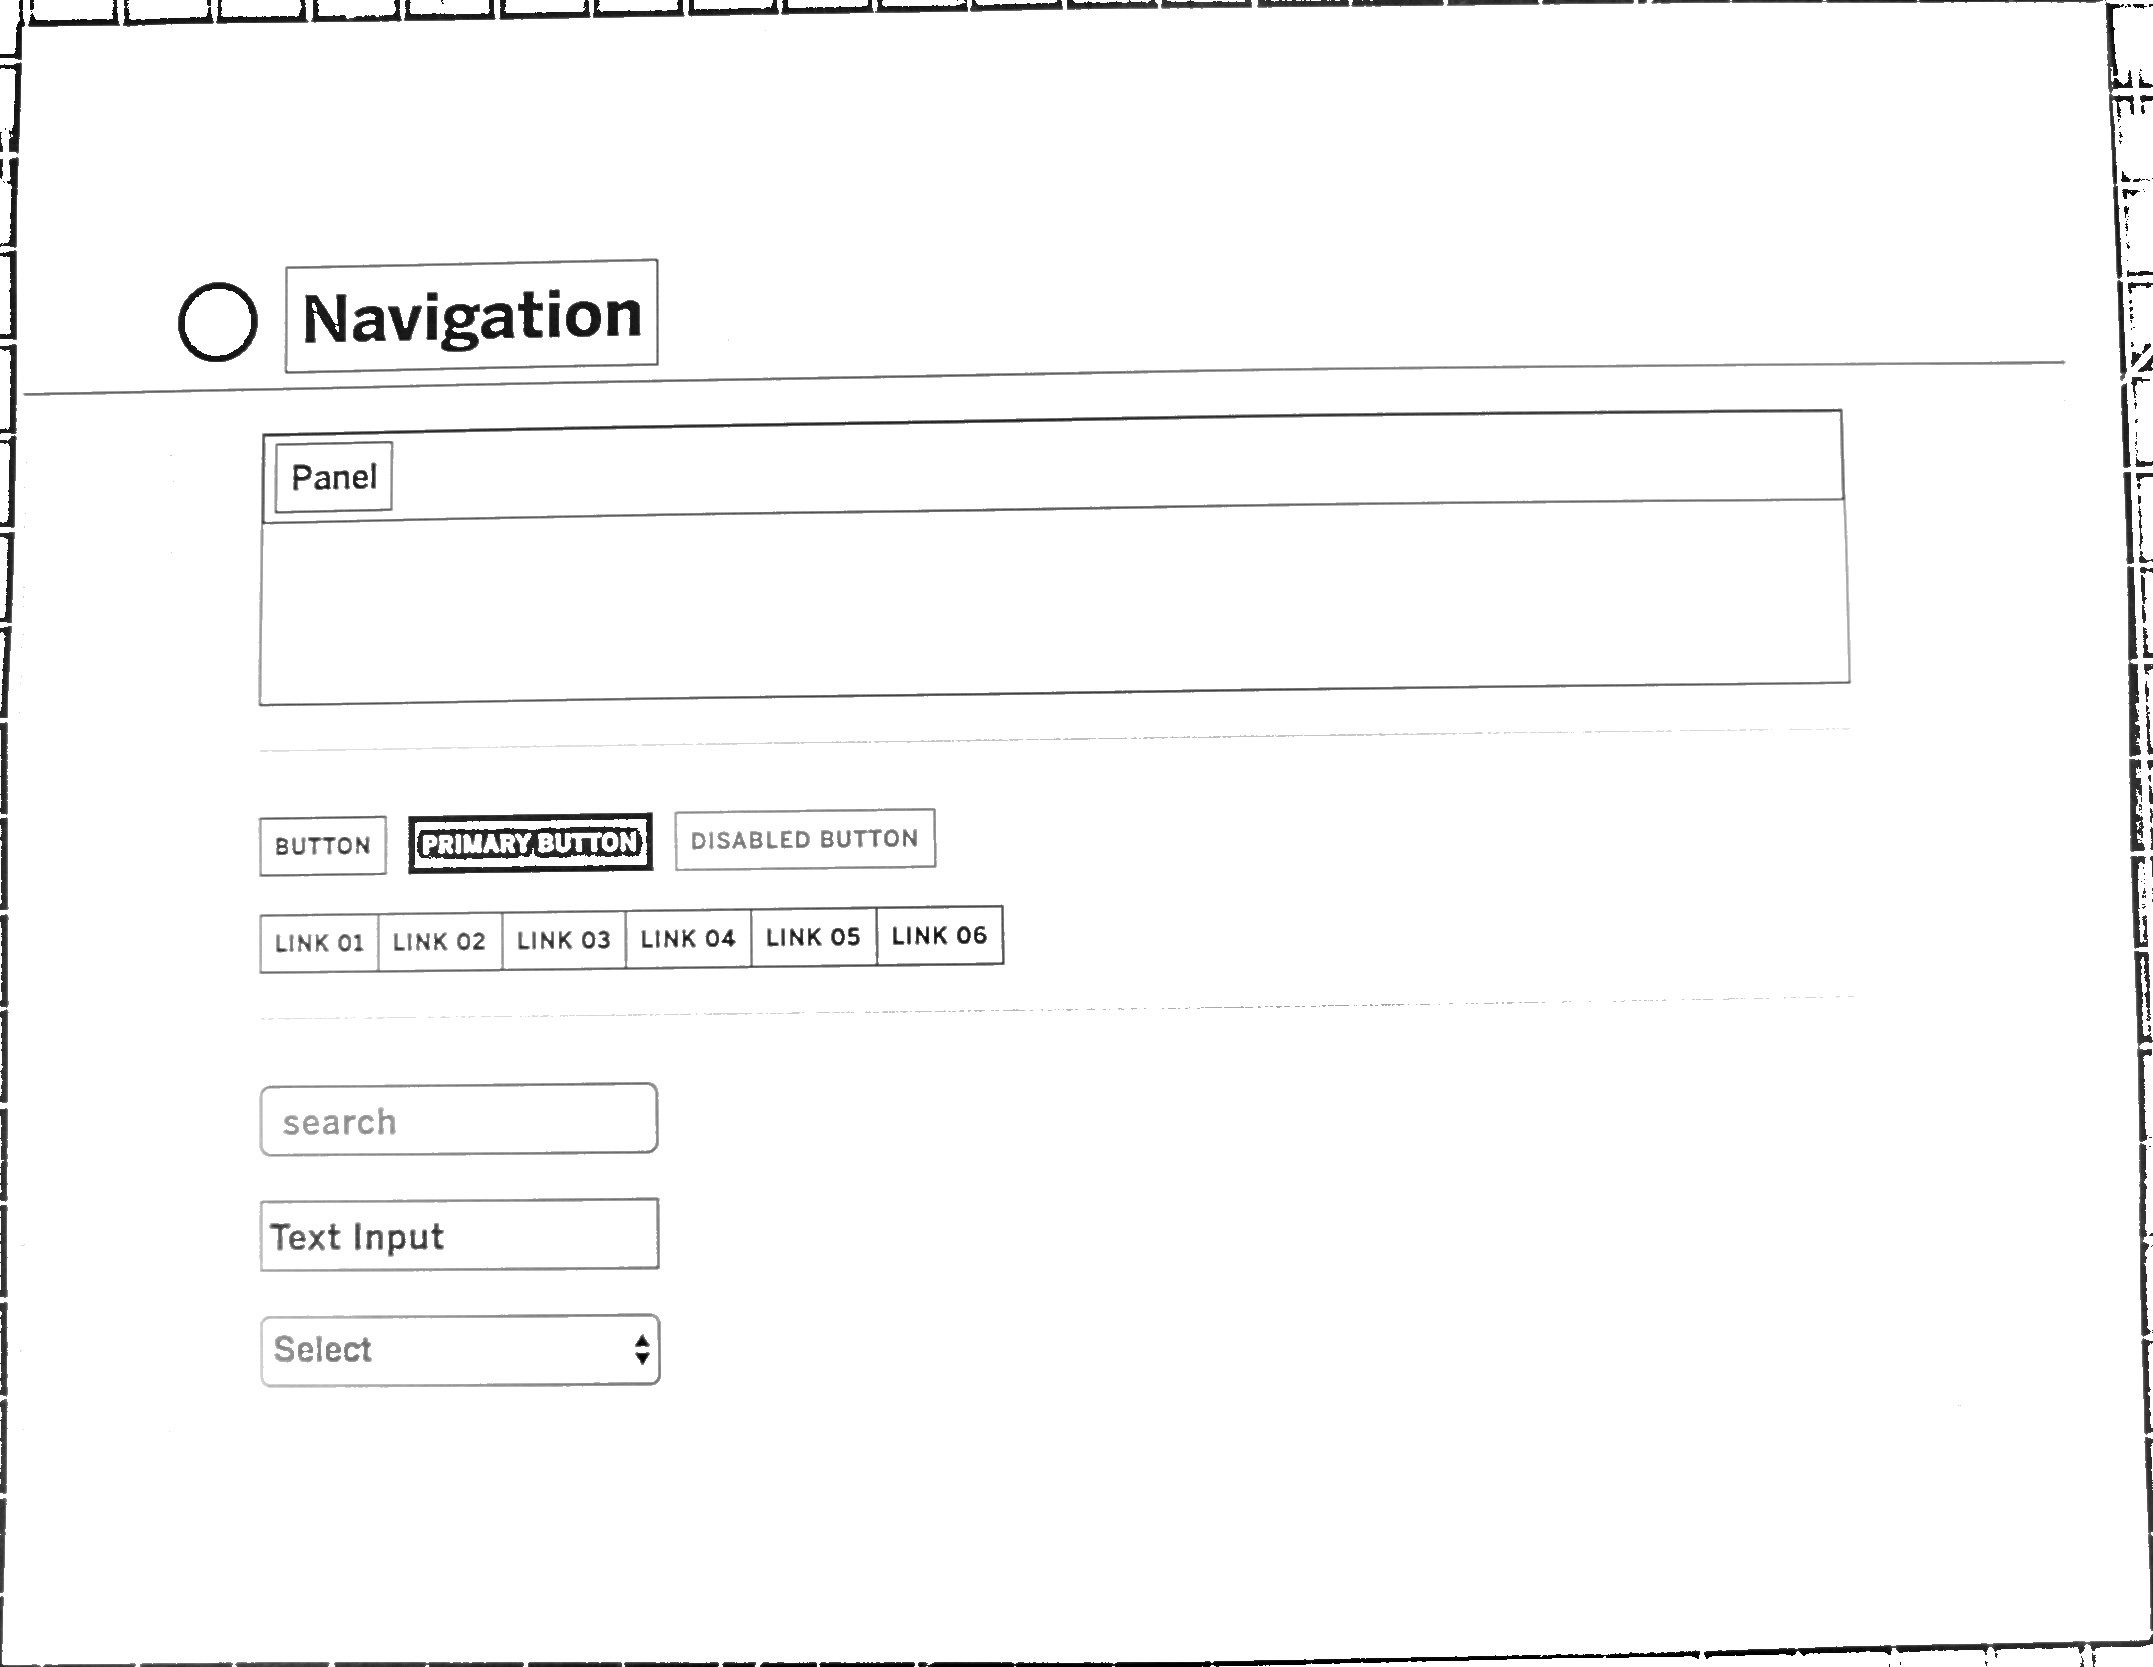 Navigation
Panel
BUTTON PRIMARY BUTTON DISABLED BUTTON
LINK 01 LINK 02 LINK 03 LINK 04 LINK 05 LINK 06
search
Text Input
Select